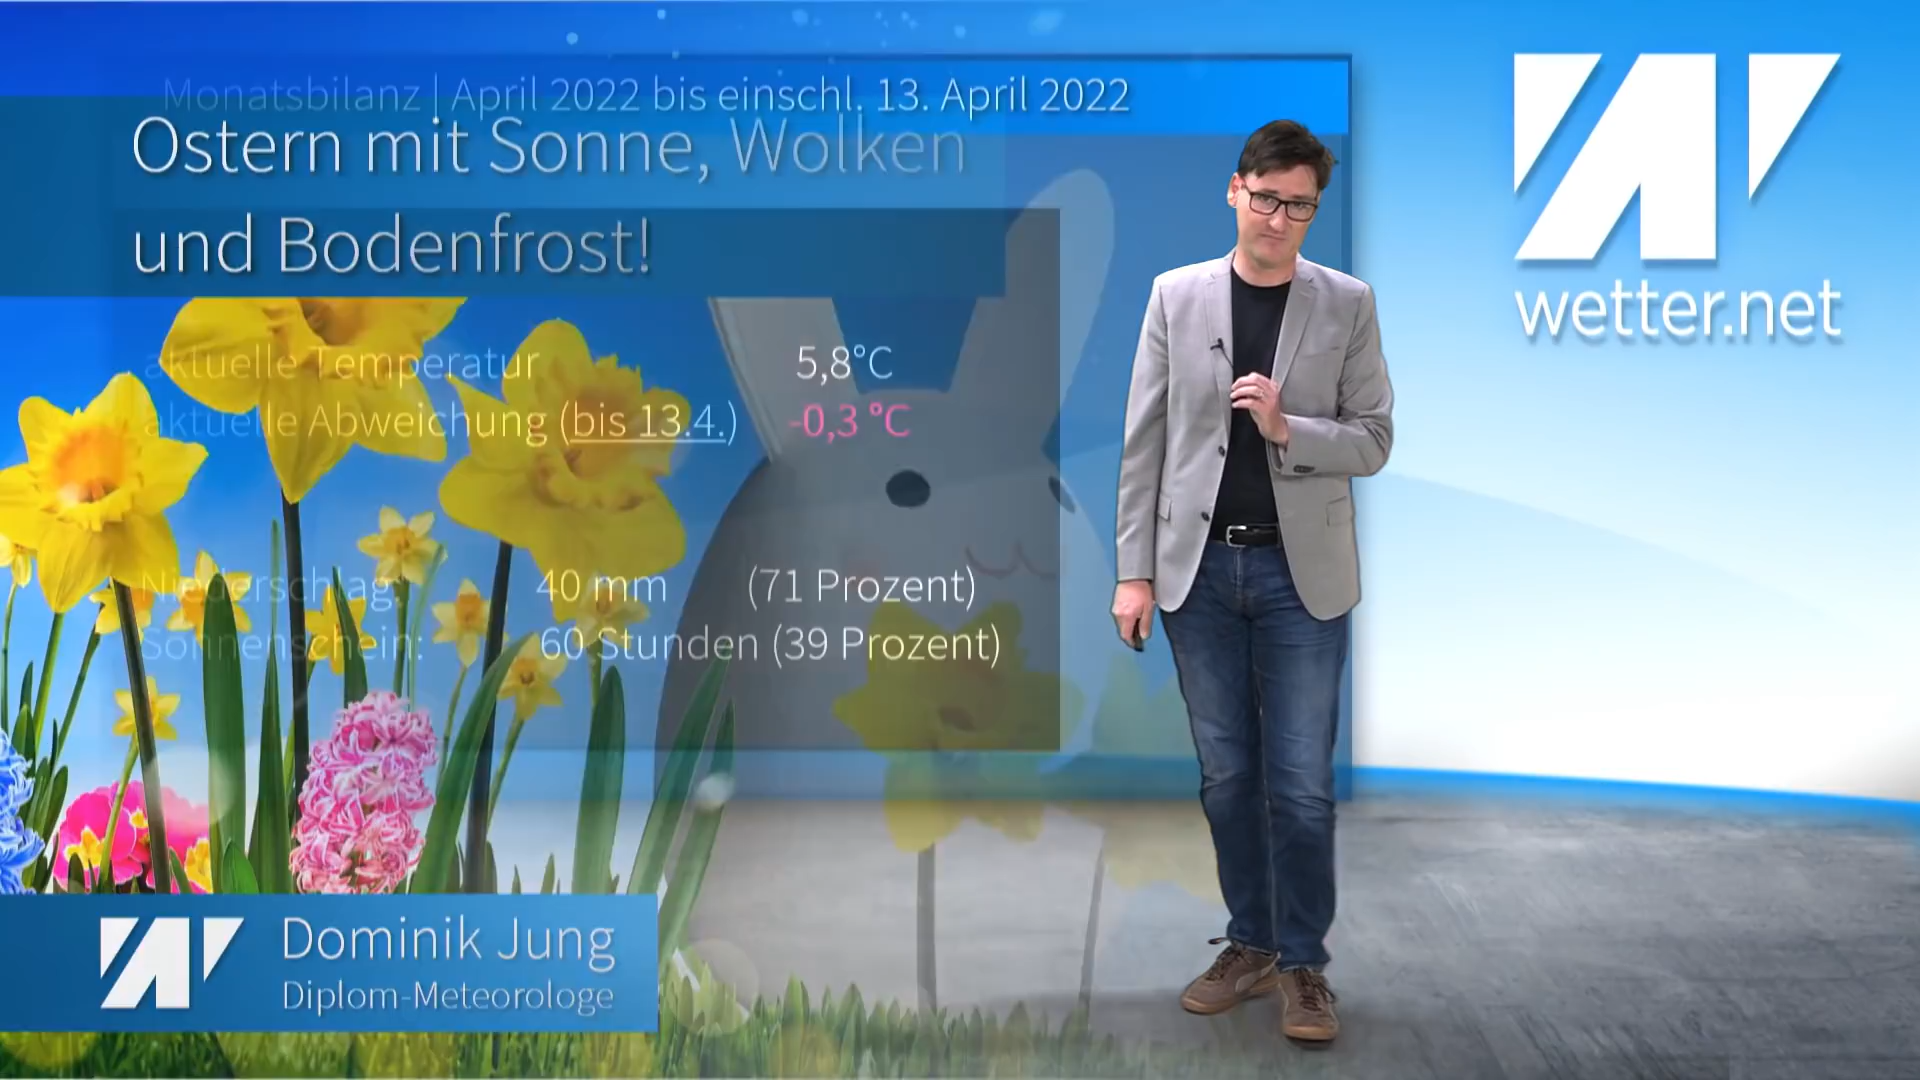 Monatsbilanz | April 2022 bis einschl. 13. April 2022
Ostern mit Sonne, Wolken
und Bodenfrost!
aktuelle Temperatur 5,8°C
aktuelle Abweichung (bis 13.4.) -0,3 °C
Niederschlag: 40 mm (71 Prozent)
Sonnenschein: 60 Stunden (39 Prozent)
wetter.net
Dominik Jung
Diplom-Meteorologe